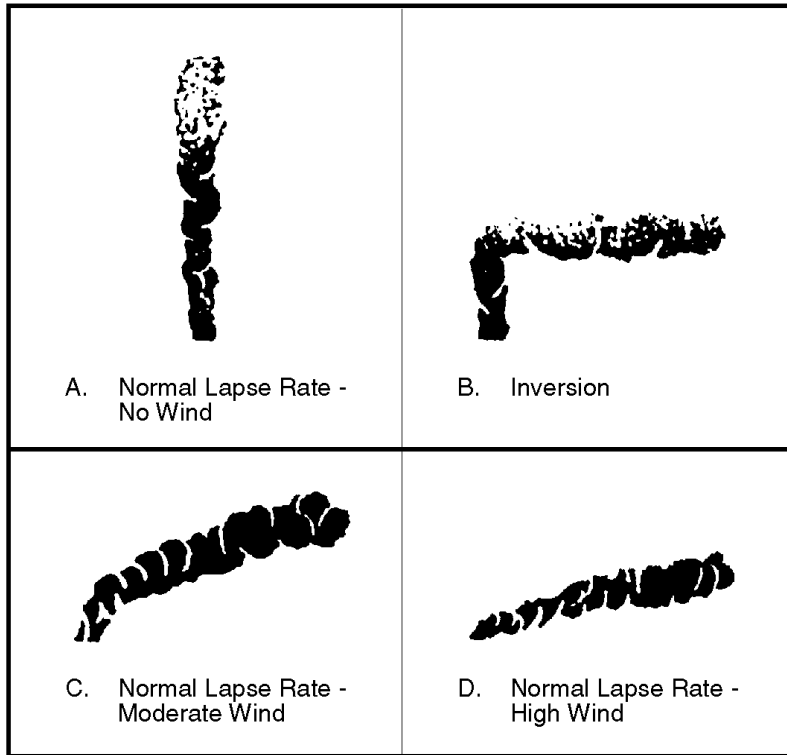 A. Normal Lapse Rate -
No Wind
B. Inversion
C. Normal Lapse Rate -
Moderate Wind
D. Normal Lapse Rate -
High Wind